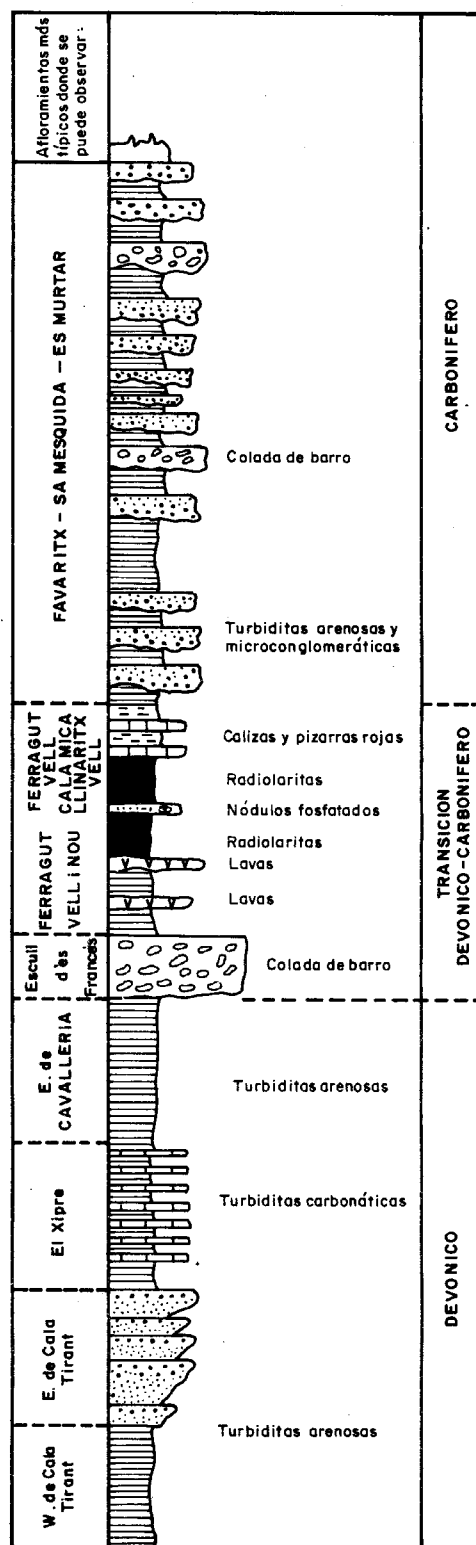 Afloramientos más
típicos donde se
puede observar:
FAVARITX – SA MESQUIDA – ES MURTAR
CARBONIFERO
Colada de barro
Turbiditas arenosas y
microconglomeráticas
FERRAGUT
VELL
CALA MICA
LLINARITX
VELL
Calizas y pizarras rojas
Radiolaritas
Nódulos fosfatados
Radiolaritas
FERRAGUT
VELL i NOU
Lavas
Lavas
TRANSICION
DEVONICO-CARBONIFERO
Escull
d'es
Francés
Colada de barro
E. de
CAVALLERIA
Turbiditas arenosas
El Xipre
Turbiditas carbonáticas
DEVONICO
E. de Cala
Tirant
Turbiditas arenosas
W. de Cala
Tirant